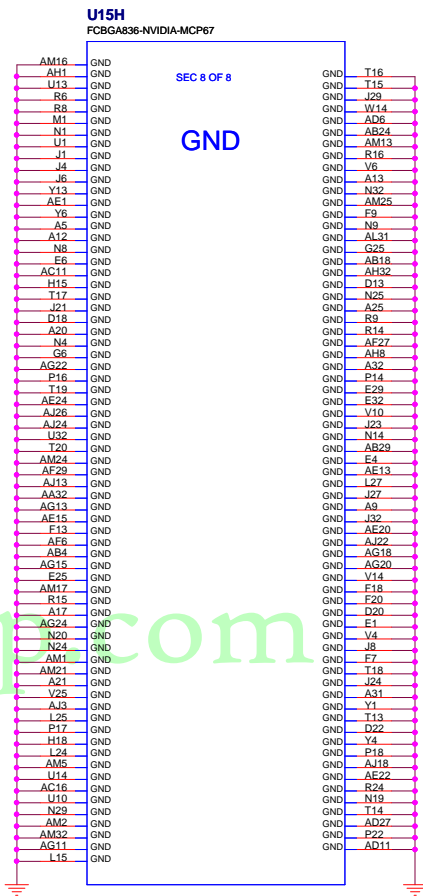 U15H
FCBGA836-NVIDIA-MCP67
SEC 8 OF 8
GND
AM16 GND
AH1 GND GND T16
U13 GND GND T15
R6 GND GND J29
R8 GND GND W14
M1 GND GND AD6
N1 GND GND AB24
U1 GND GND AM13
J1 GND GND R16
J4 GND GND V6
J6 GND GND A13
Y13 GND GND N32
AE1 GND GND AM25
Y6 GND GND F9
A5 GND GND N9
A12 GND GND AL31
N8 GND GND G25
E6 GND GND AB18
AC11 GND GND AH32
H15 GND GND D13
T17 GND GND N25
J21 GND GND A25
D18 GND GND R9
A20 GND GND R14
N4 GND GND AF27
G6 GND GND AH8
AG22 GND GND A32
P16 GND GND P14
T19 GND GND E29
AE24 GND GND E32
AJ26 GND GND V10
AJ24 GND GND J23
U32 GND GND N14
T20 GND GND AB29
AM24 GND GND E4
AF29 GND GND AE13
AJ13 GND GND L27
AA32 GND GND J27
AG13 GND GND A9
AE15 GND GND J32
F13 GND GND AE20
AF6 GND GND AJ22
AB4 GND GND AG18
AG15 GND GND AG20
E25 GND GND V14
AM17 GND GND F18
R15 GND GND F20
A17 GND GND D20
AG24 GND GND E1
N20 GND GND V4
N24 GND GND J8
AM1 GND GND F7
AM21 GND GND T18
A21 GND GND J24
V25 GND GND A31
AJ3 GND GND Y1
L25 GND GND T13
P17 GND GND D22
H18 GND GND Y4
L24 GND GND P18
AM5 GND GND AJ18
U14 GND GND AE22
AC16 GND GND R24
U10 GND GND N19
N29 GND GND T14
AM2 GND GND AD27
AM32 GND GND P22
AG11 GND GND AD11
L15 GND
p.com